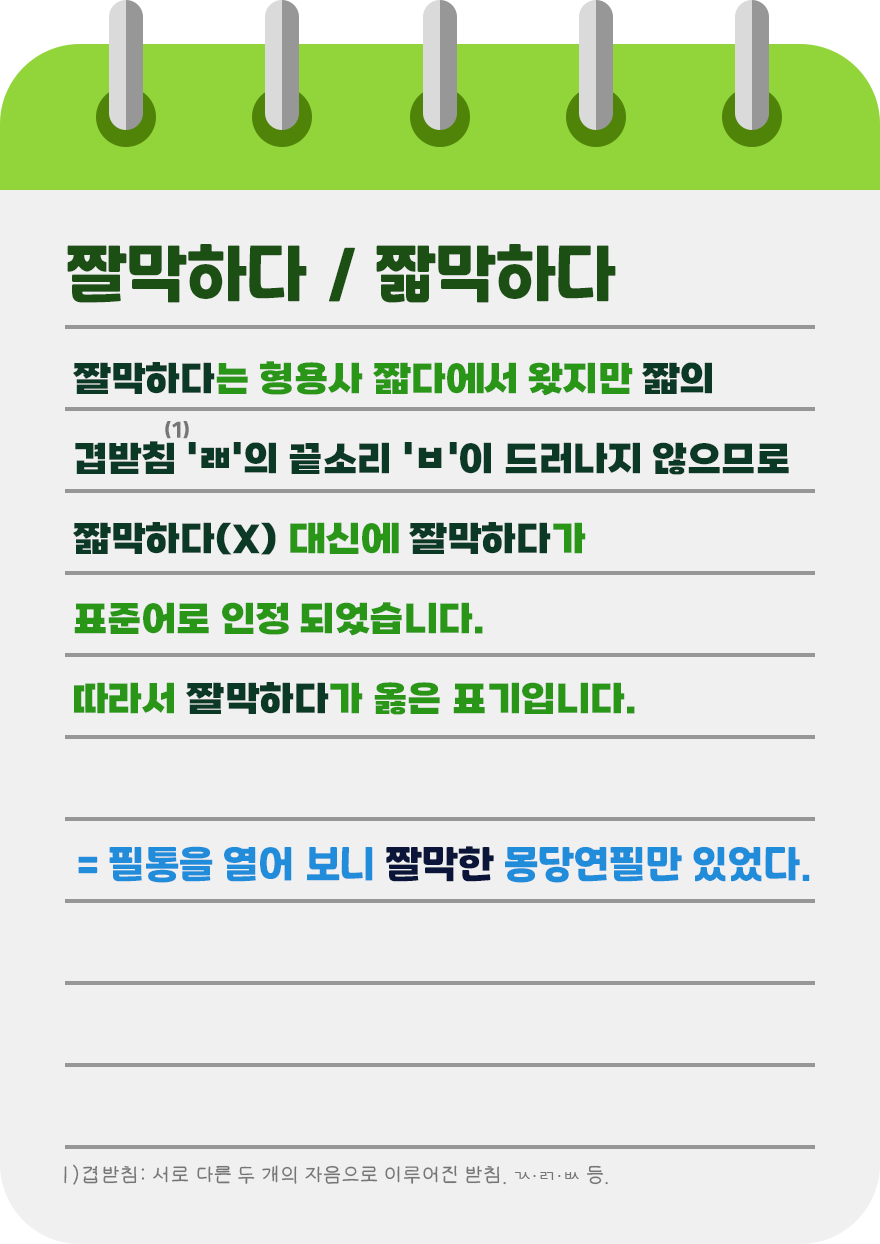 짤막하다 / 짧막하다
짤막하다는 형용사 짧다에서 왔지만 짧의
겹받침(1) 'ㄼ'의 끝소리 'ㅂ'이 드러나지 않으므로
짧막하다(X) 대신에 짤막하다가
표준어로 인정 되었습니다.
따라서 짤막하다가 옳은 표기입니다.
= 필통을 열어 보니 짤막한 몽당연필만 있었다.
1)겹받침: 서로 다른 두 개의 자음으로 이루어진 받침. ㄳ·ㄺ·ㅄ 등.